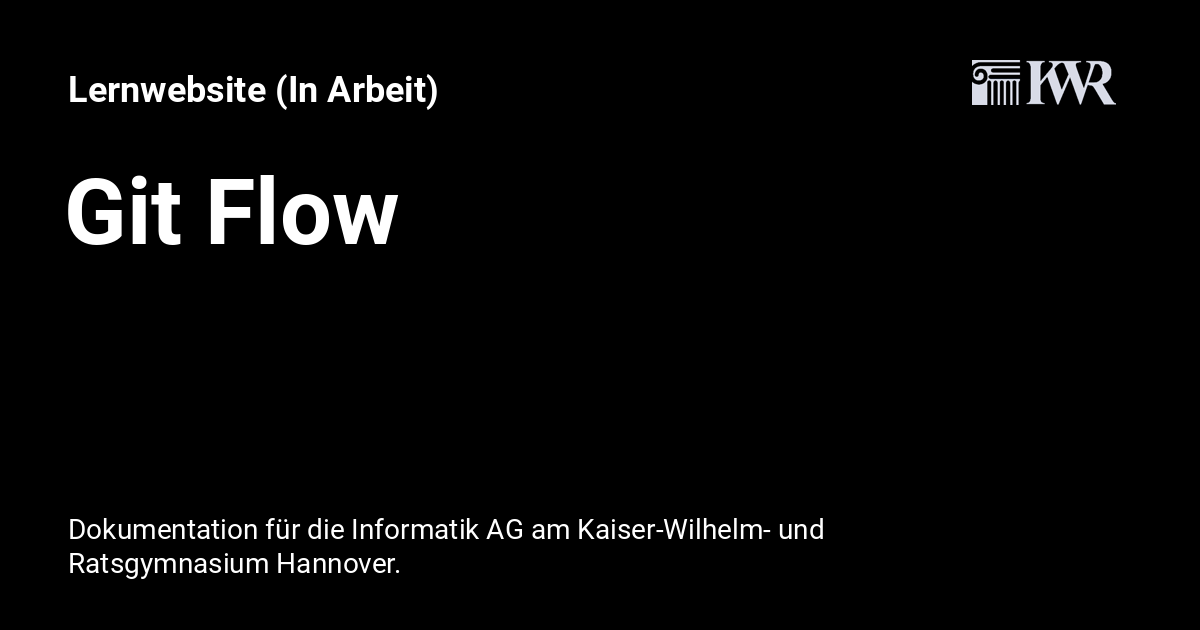 Lernwebsite (In Arbeit)
KWR
Git Flow
Dokumentation für die Informatik AG am Kaiser-Wilhelm- und
Ratsgymnasium Hannover.